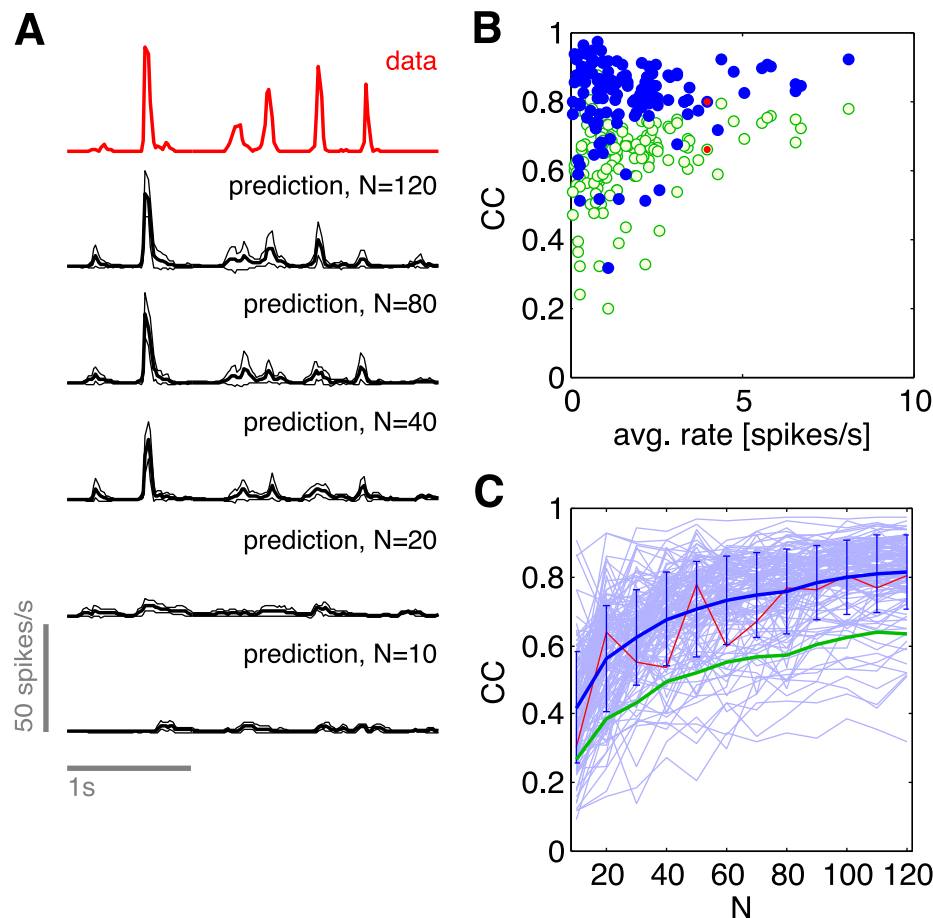 A
data
prediction, N=120
prediction, N=80
prediction, N=40
prediction, N=20
prediction, N=10
50 spikes/s
1s
B
1
0.8
0.6
0.4
0.2
0
CC
0 5 10
avg. rate [spikes/s]
C
1
0.8
0.6
0.4
0.2
0
CC
20 40 60 80 100 120
N